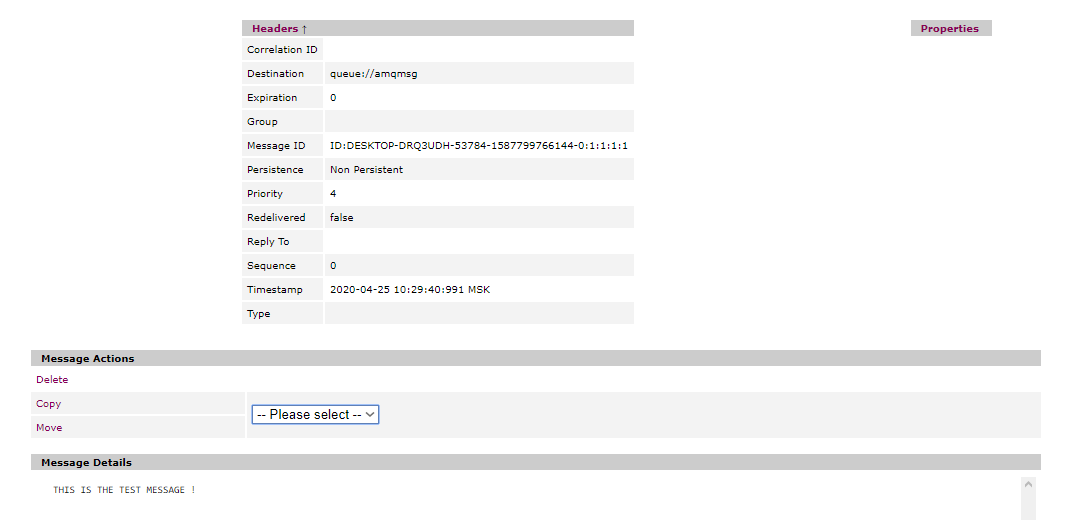 Headers ↑
Properties
Correlation ID
Destination queue://amqmsg
Expiration 0
Group
Message ID ID:DESKTOP-DRQ3UDH-53784-1587799766144-0:1:1:1:1
Persistence Non Persistent
Priority 4
Redelivered false
Reply To
Sequence 0
Timestamp 2020-04-25 10:29:40:991 MSK
Type
Message Actions
Delete
Copy
-- Please select --
Move
Message Details
THIS IS THE TEST MESSAGE !